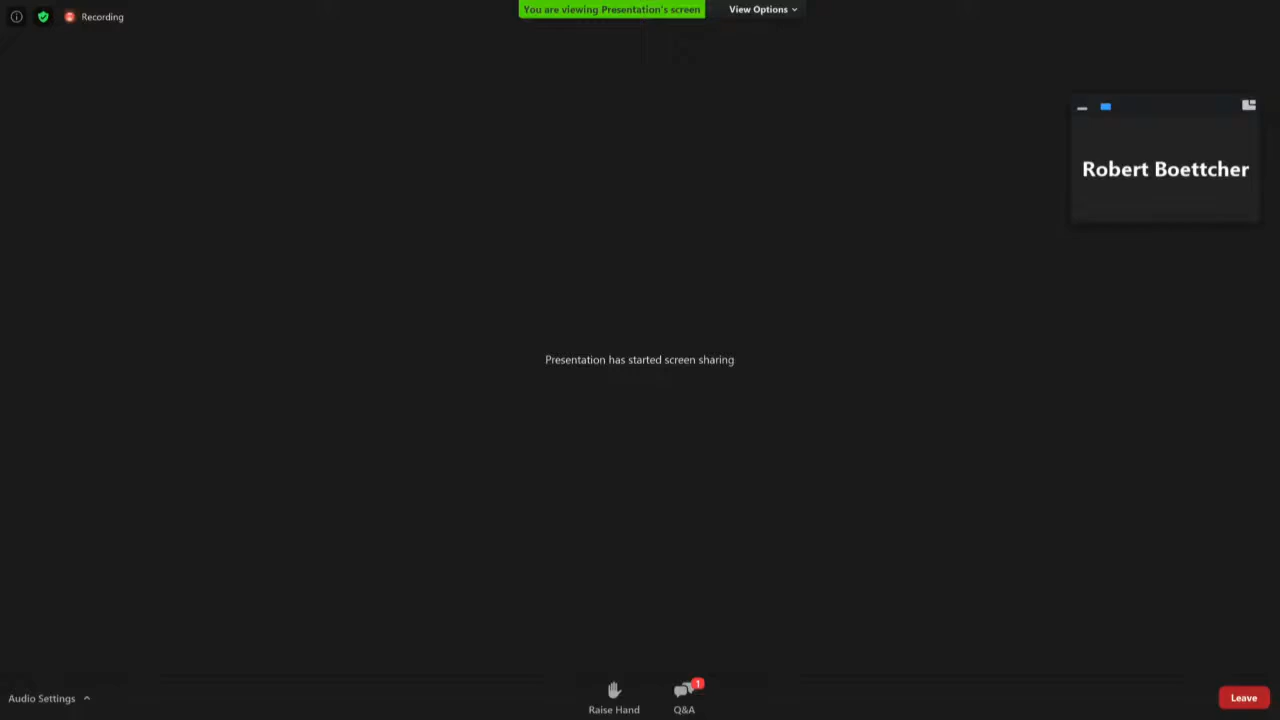 Recording
You are viewing Presentation's screen
View Options
Robert Boettcher
Presentation has started screen sharing
Audio Settings
Raise Hand
1
Q&A
Leave